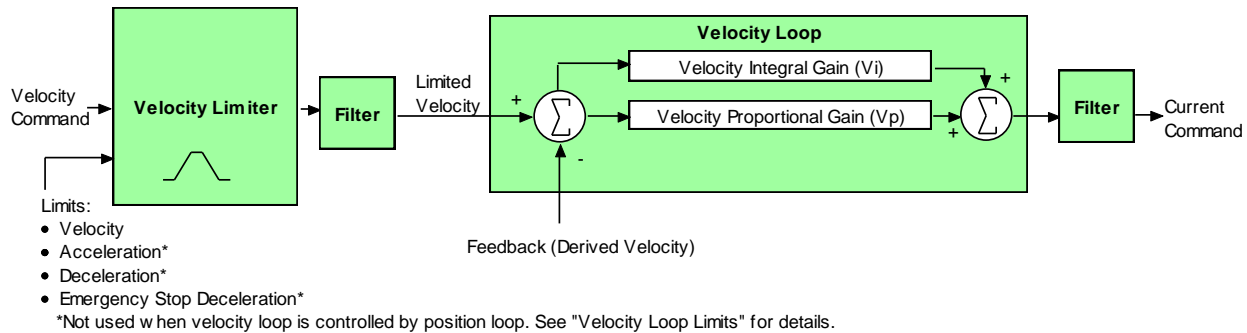 Velocity
Command
Velocity Limiter
Filter
Limited
Velocity
Velocity Loop
Velocity Integral Gain (Vi)
Velocity Proportional Gain (Vp)
+
Σ
-
+
+
Σ
Filter
Current
Command
Feedback (Derived Velocity)
Limits:
• Velocity
• Acceleration*
• Deceleration*
• Emergency Stop Deceleration*
*Not used when velocity loop is controlled by position loop. See "Velocity Loop Limits" for details.